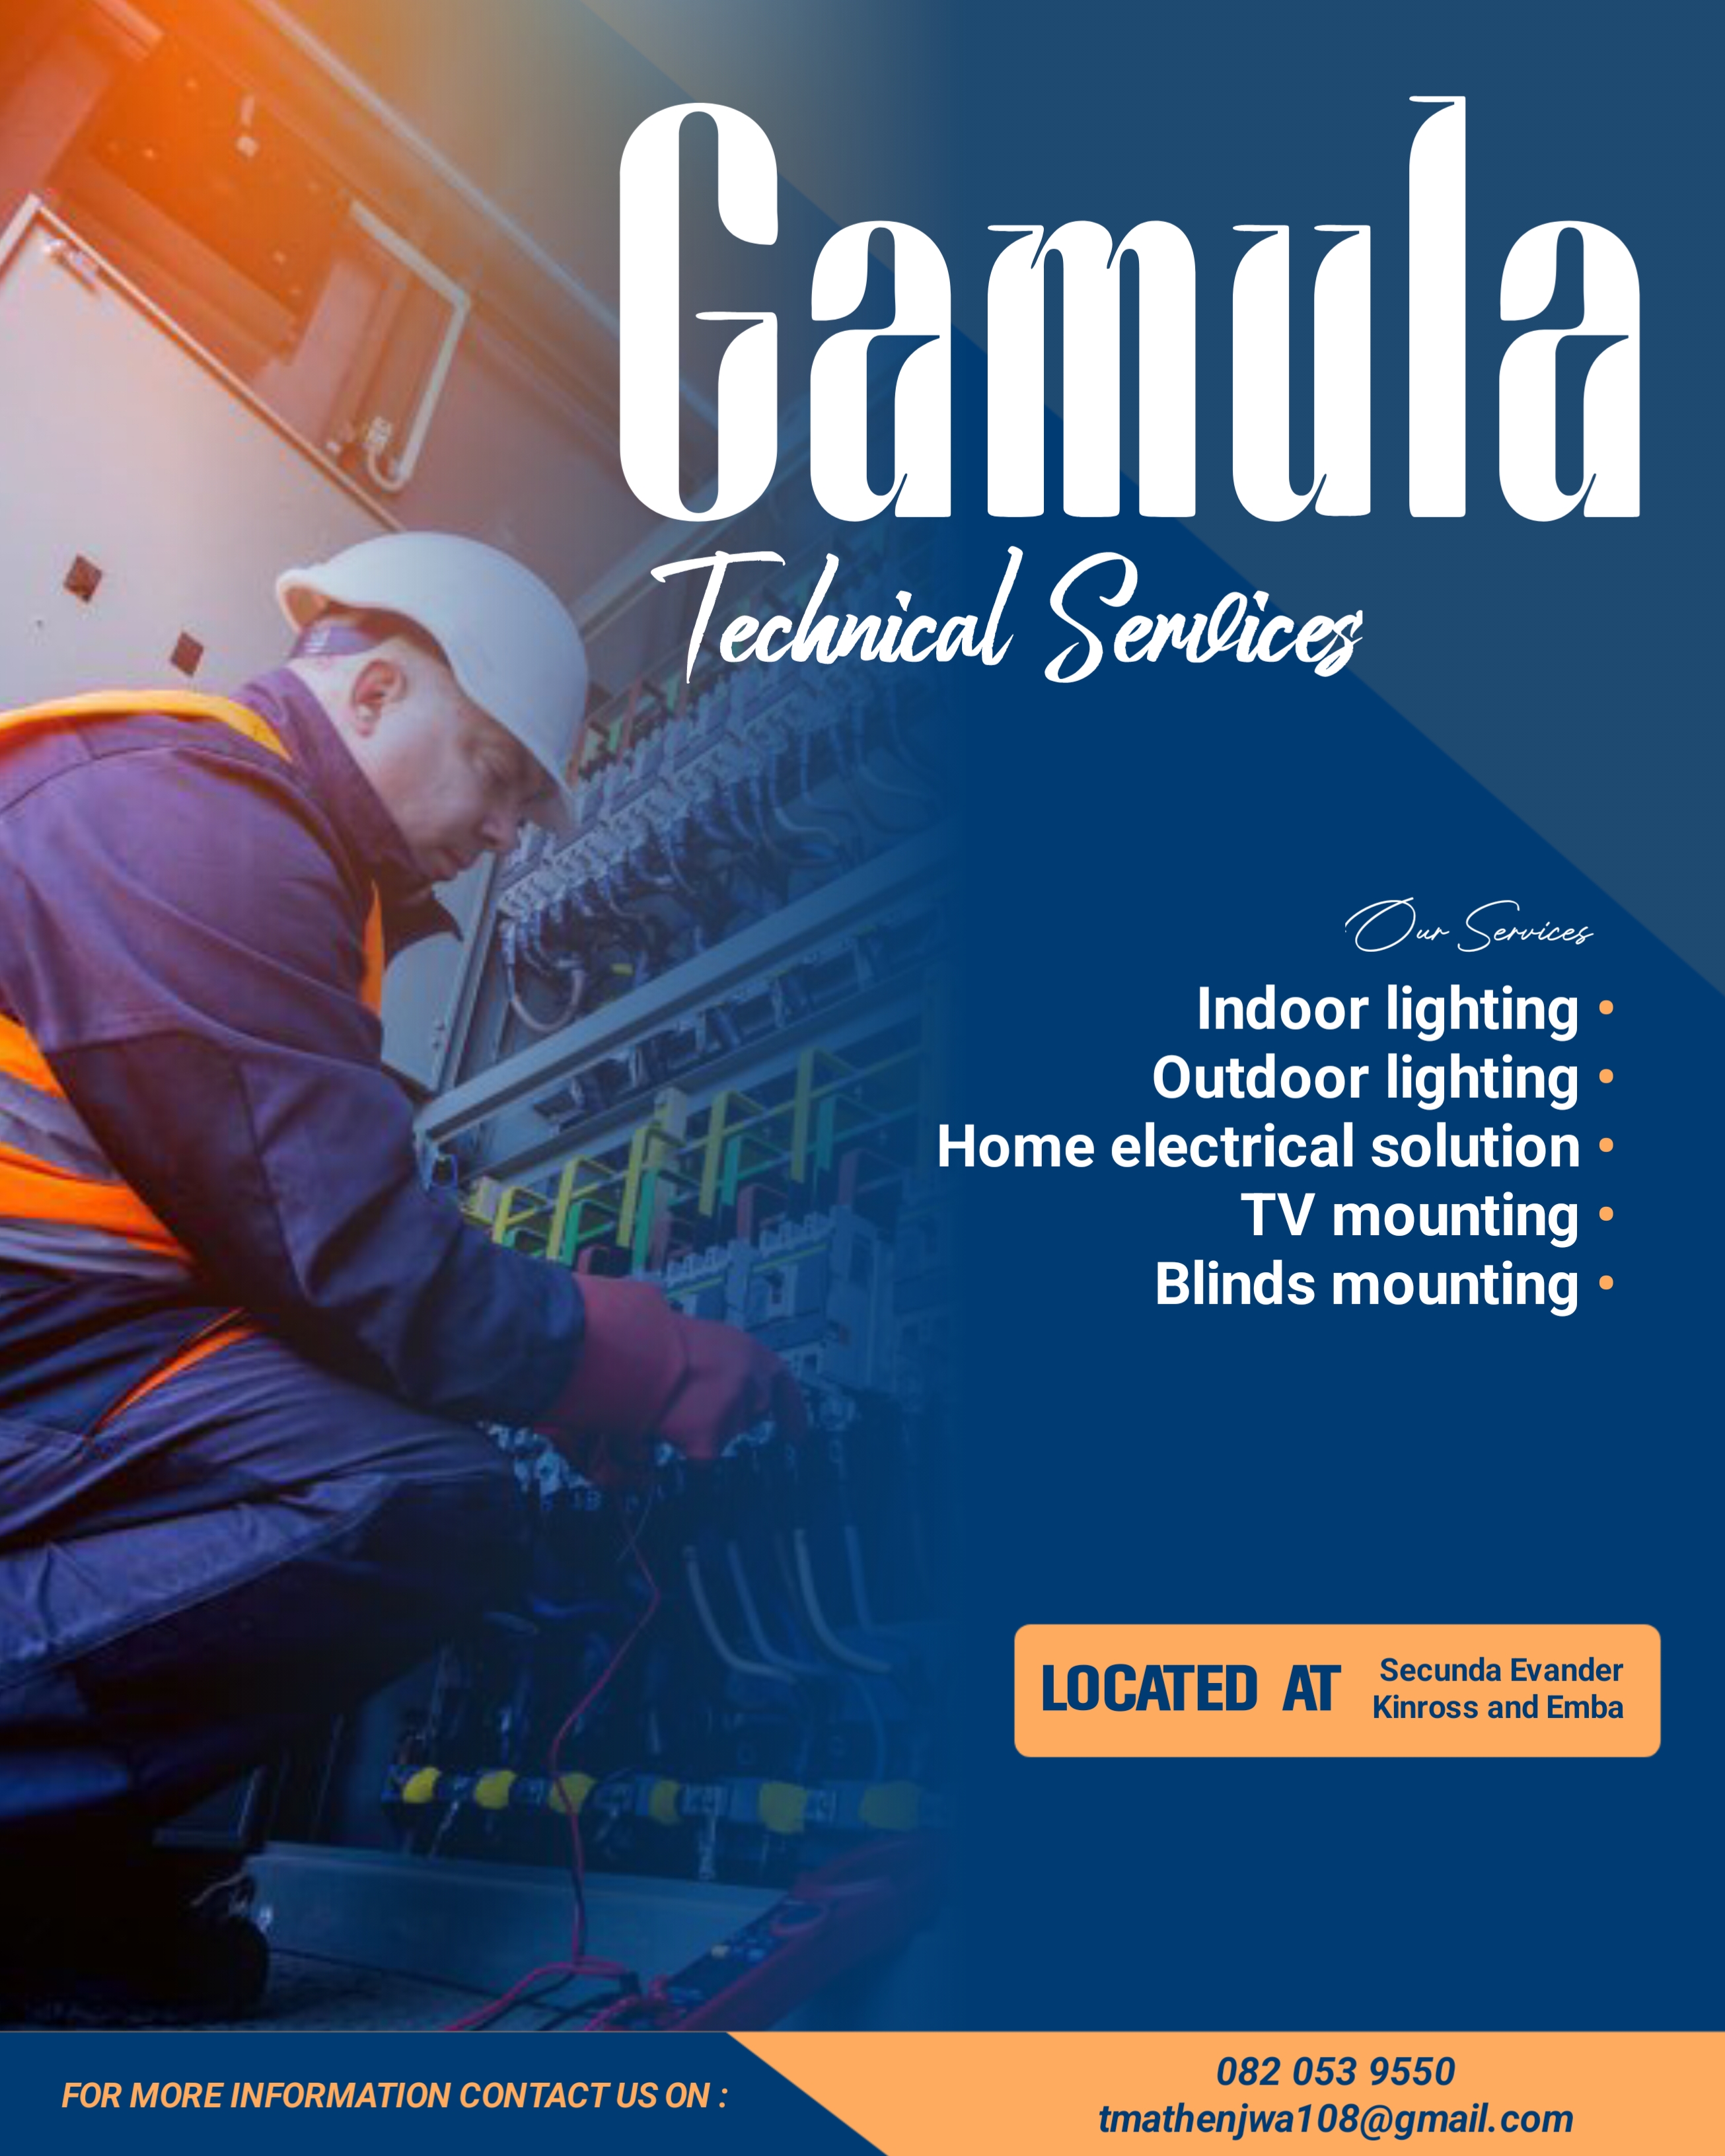 Gamula
Technical Services
Our Services
Indoor lighting •
Outdoor lighting •
Home electrical solution •
TV mounting •
Blinds mounting •
LOCATED AT
Secunda Evander
Kinross and Emba
FOR MORE INFORMATION CONTACT US ON :
082 053 9550
tmathenjwa108@gmail.com